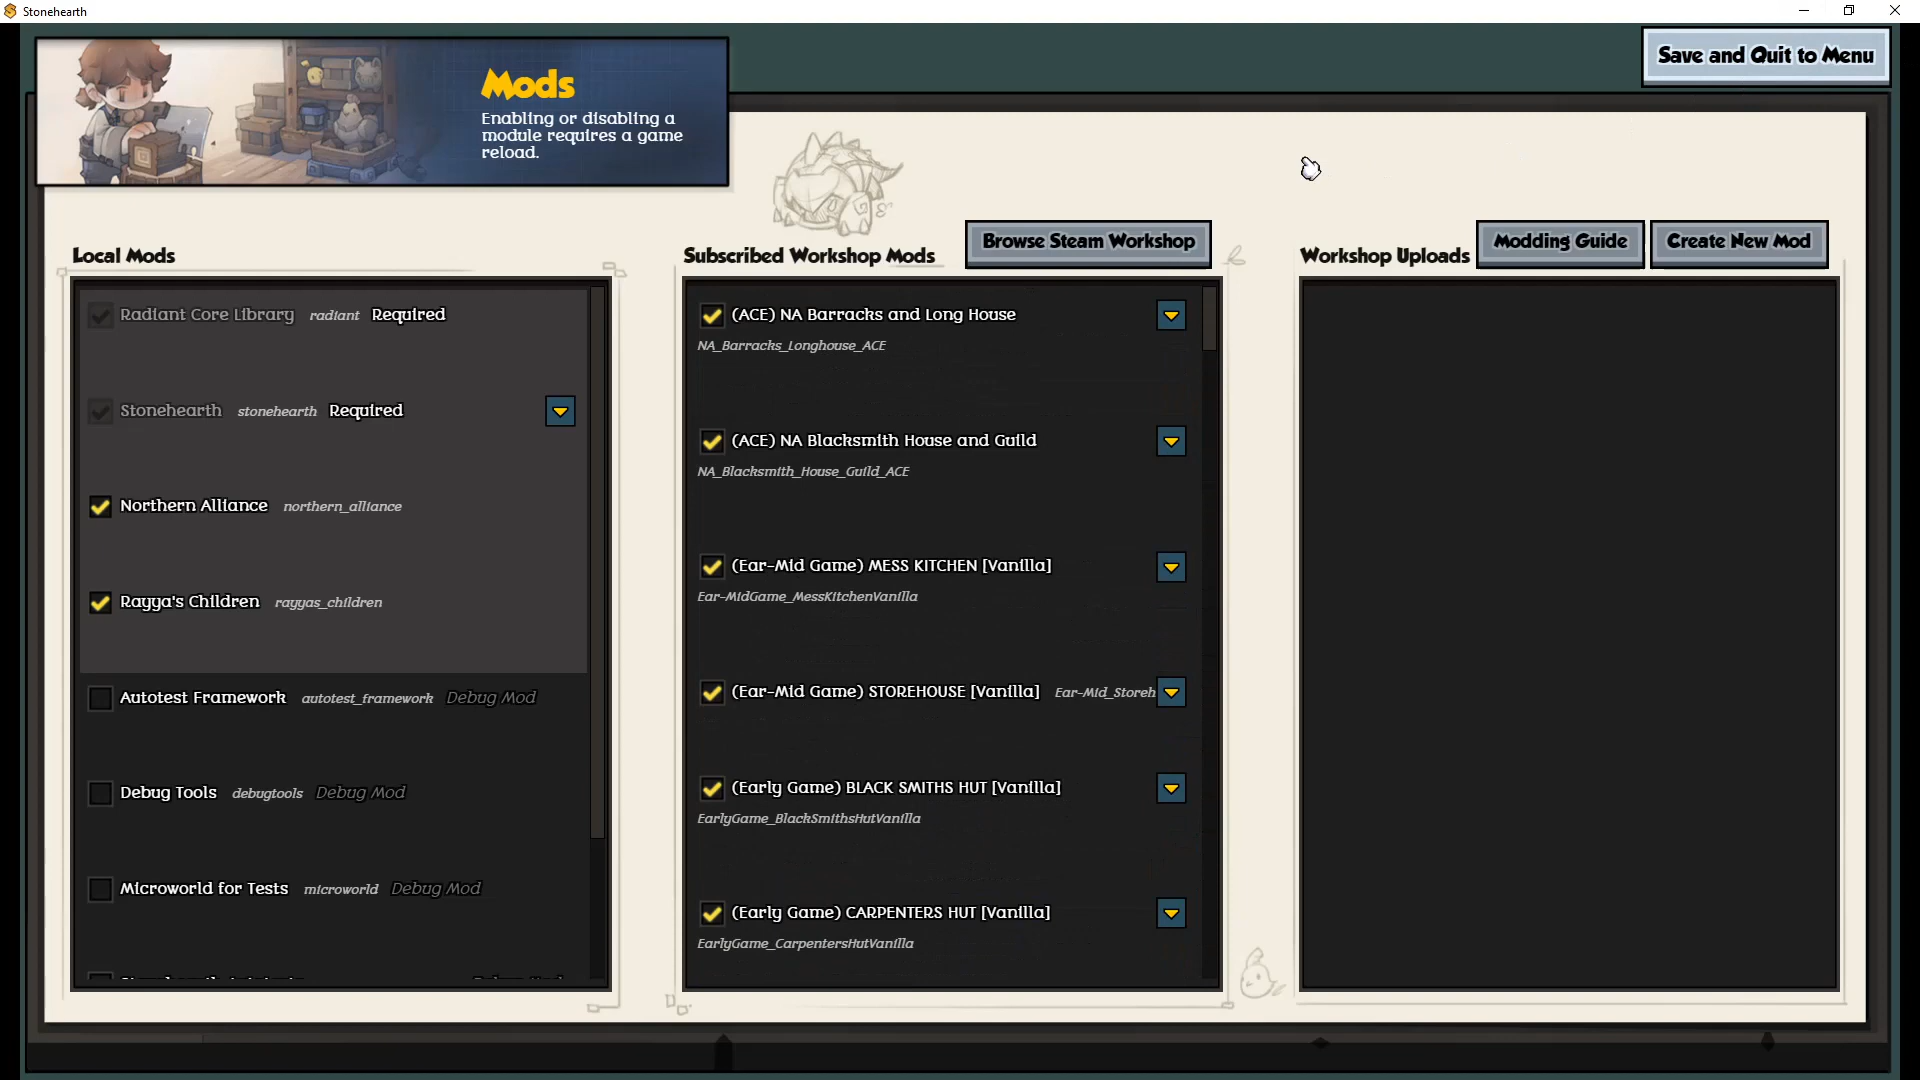 Stonehearth
Save and Quit to Menu
Mods
Enabling or disabling a
module requires a game
reload.
Local Mods
Radiant Core Library radiant Required
Stonehearth stonehearth Required
Northern Alliance northern_alliance
Rayya's Children rayyas_children
Autotest Framework autotest_framework Debug Mod
Debug Tools debugtools Debug Mod
Microworld for Tests microworld Debug Mod
Subscribed Workshop Mods
Browse Steam Workshop
(ACE) NA Barracks and Long House
NA_Barracks_Longhouse_ACE
(ACE) NA Blacksmith House and Guild
NA_Blacksmith_House_Guild_ACE
(Ear-Mid Game) MESS KITCHEN [Vanilla]
Ear-MidGame_MessKitchenVanilla
(Ear-Mid Game) STOREHOUSE [Vanilla] Ear-Mid_Storeh
(Early Game) BLACK SMITHS HUT [Vanilla]
EarlyGame_BlackSmithsHutVanilla
(Early Game) CARPENTERS HUT [Vanilla]
EarlyGame_CarpentersHutVanilla
Workshop Uploads
Modding Guide
Create New Mod